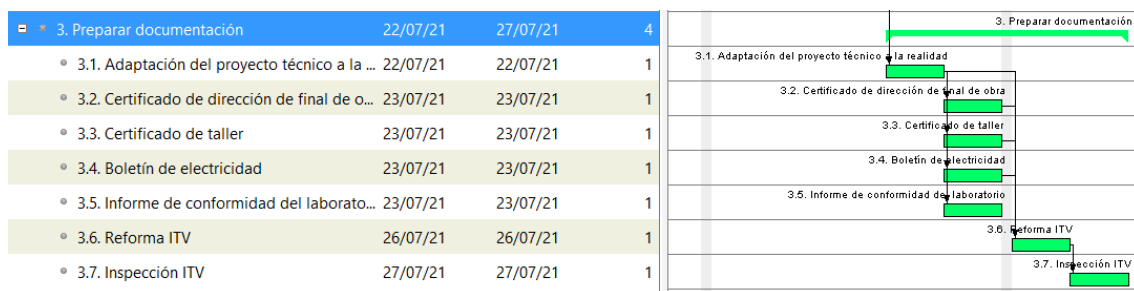 3. Preparar documentación 22/07/21 27/07/21 4 3. Preparar documentación
3.1. Adaptación del proyecto técnico a la ... 22/07/21 22/07/21 1 3.1. Adaptación del proyecto técnico a la realidad
3.2. Certificado de dirección de final de o... 23/07/21 23/07/21 1 3.2. Certificado de dirección de final de obra
3.3. Certificado de taller 23/07/21 23/07/21 1 3.3. Certificado de taller
3.4. Boletín de electricidad 23/07/21 23/07/21 1 3.4. Boletín de electricidad
3.5. Informe de conformidad del laborato... 23/07/21 23/07/21 1 3.5. Informe de conformidad del laboratorio
3.6. Reforma ITV 26/07/21 26/07/21 1 3.6. Reforma ITV
3.7. Inspección ITV 27/07/21 27/07/21 1 3.7. Inspección ITV